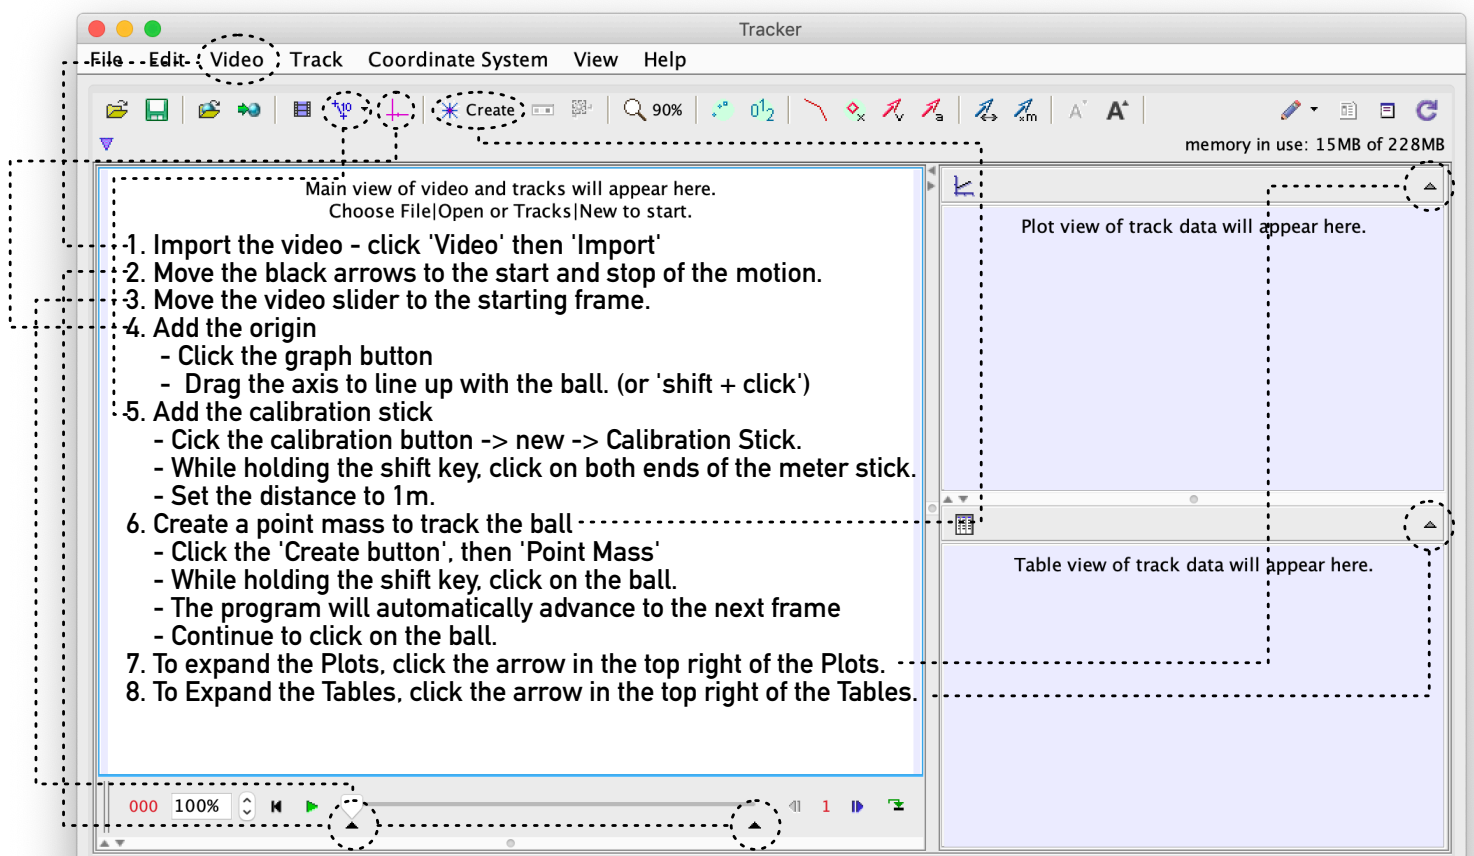 Tracker
File Edit Video Track Coordinate System View Help
+10 Create 90% 0 1 2 x v a xm A A
memory in use: 15MB of 228MB
Main view of video and tracks will appear here.
Choose File|Open or Tracks|New to start.
1. Import the video - click 'Video' then 'Import'
2. Move the black arrows to the start and stop of the motion.
3. Move the video slider to the starting frame.
4. Add the origin
- Click the graph button
- Drag the axis to line up with the ball. (or 'shift + click')
5. Add the calibration stick
- Cick the calibration button -> new -> Calibration Stick.
- While holding the shift key, click on both ends of the meter stick.
- Set the distance to 1m.
6. Create a point mass to track the ball
- Click the 'Create button', then 'Point Mass'
- While holding the shift key, click on the ball.
- The program will automatically advance to the next frame
- Continue to click on the ball.
7. To expand the Plots, click the arrow in the top right of the Plots.
8. To Expand the Tables, click the arrow in the top right of the Tables.
Plot view of track data will appear here.
Table view of track data will appear here.
000 100% 1